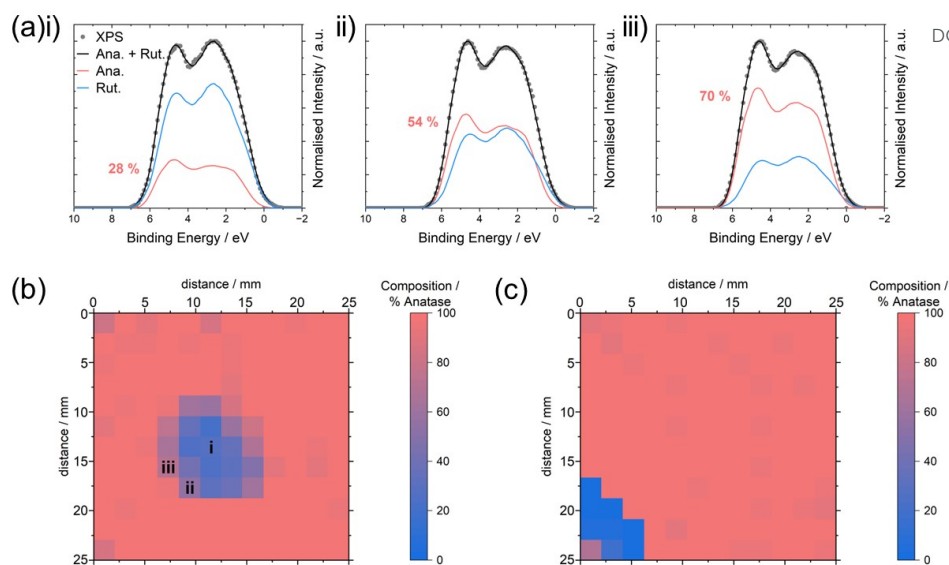 (a)i)
XPS
Ana. + Rut.
Ana.
Rut.
28 %
10 8 6 4 2 0 −2
Binding Energy / eV
Normalised Intensity / a.u.
ii)
54 %
10 8 6 4 2 0 −2
Binding Energy / eV
Normalised Intensity / a.u.
iii)
70 %
10 8 6 4 2 0 −2
Binding Energy / eV
Normalised Intensity / a.u.
(b)
distance / mm
0 5 10 15 20 25
distance / mm
0
5
10
15
20
25
i
iii
ii
Composition /
% Anatase
100
80
60
40
20
0
(c)
distance / mm
0 5 10 15 20 25
distance / mm
0
5
10
15
20
25
Composition /
% Anatase
100
80
60
40
20
0